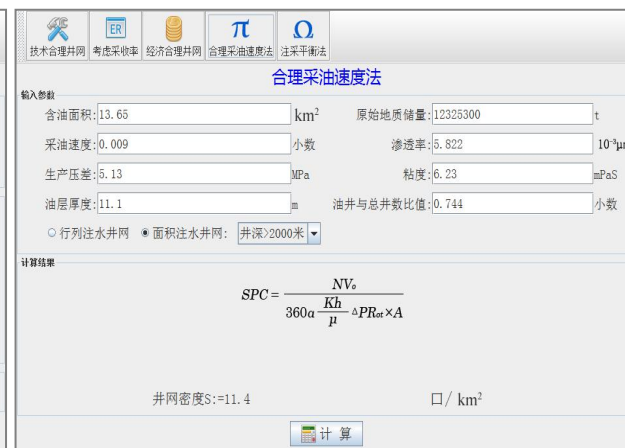 ER π Ω
技术合理井网 考虑采收率 经济合理井网 合理采油速度法 注采平衡法
合理采油速度法
输入参数
含油面积: 13.65 km² 原始地质储量: 12325300 t
采油速度: 0.009 小数 渗透率: 5.822 10⁻³μm
生产压差: 5.13 MPa 粘度: 6.23 mPaS
油层厚度: 11.1 m 油井与总井数比值: 0.744 小数
行列注水井网 面积注水井网: 井深>2000米
计算结果
SPC = NVₒ / (360α (Kh / μ) △PRₒₜ×A)
井网密度S:=11.4 口/ km²
计 算